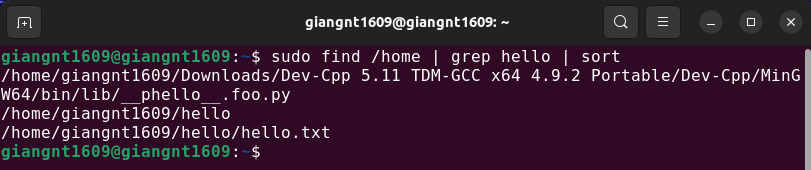 giangnt1609@giangnt1609: ~
giangnt1609@giangnt1609:~$ sudo find /home | grep hello | sort
/home/giangnt1609/Downloads/Dev-Cpp 5.11 TDM-GCC x64 4.9.2 Portable/Dev-Cpp/MinG
W64/bin/lib/__phello__.foo.py
/home/giangnt1609/hello
/home/giangnt1609/hello/hello.txt
giangnt1609@giangnt1609:~$